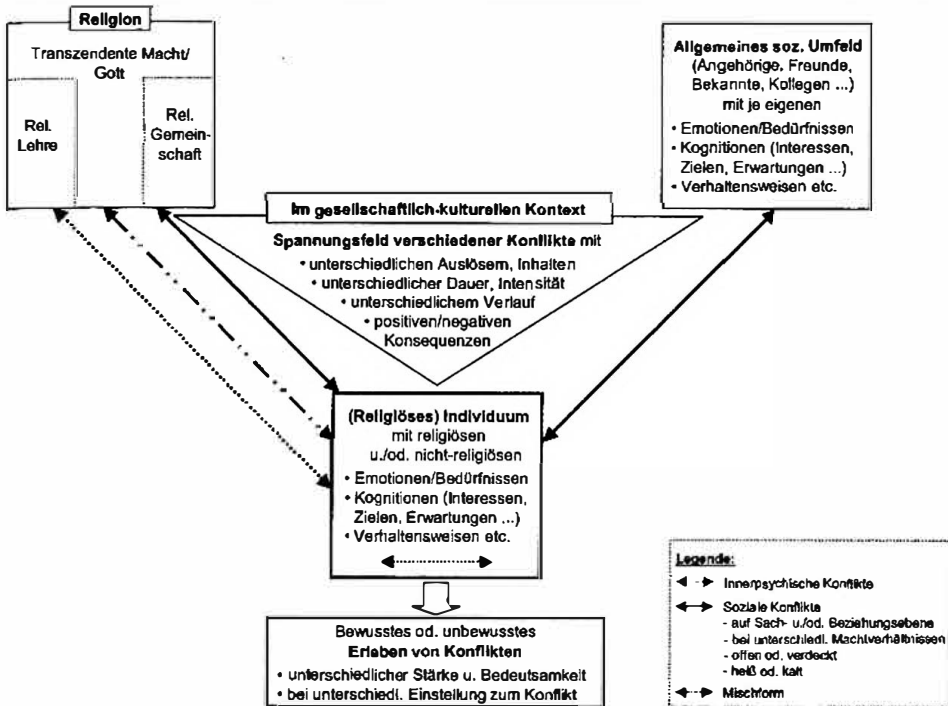 Religion
Transzendente Macht/
Gott
Rel.
Lehre
Rel.
Gemein-
schaft
Allgemeines soz. Umfeld
(Angehörige, Freunde,
Bekannte, Kollegen ...)
mit je eigenen
• Emotionen/Bedürfnissen
• Kognitionen (Interessen,
Zielen, Erwartungen ...)
• Verhaltensweisen etc.
Im gesellschaftlich-kulturellen Kontext
Spannungsfeld verschiedener Konflikte mit
• unterschiedlichen Auslösern, Inhalten
• unterschiedlicher Dauer, Intensität
• unterschiedlichem Verlauf
• positiven/negativen
Konsequenzen
(Religiöses) Individuum
mit religiösen
u./od. nicht-religiösen
• Emotionen/Bedürfnissen
• Kognitionen (Interessen,
Zielen, Erwartungen ...)
• Verhaltensweisen etc.
Bewusstes od. unbewusstes
Erleben von Konflikten
• unterschiedlicher Stärke u. Bedeutsamkeit
• bei unterschiedl. Einstellung zum Konflikt
Legende:
Innerpsychische Konflikte
Soziale Konflikte
- auf Sach- u./od. Beziehungsebene
- bei unterschiedl. Machtverhältnissen
- offen od. verdeckt
- heiß od. kalt
Mischform